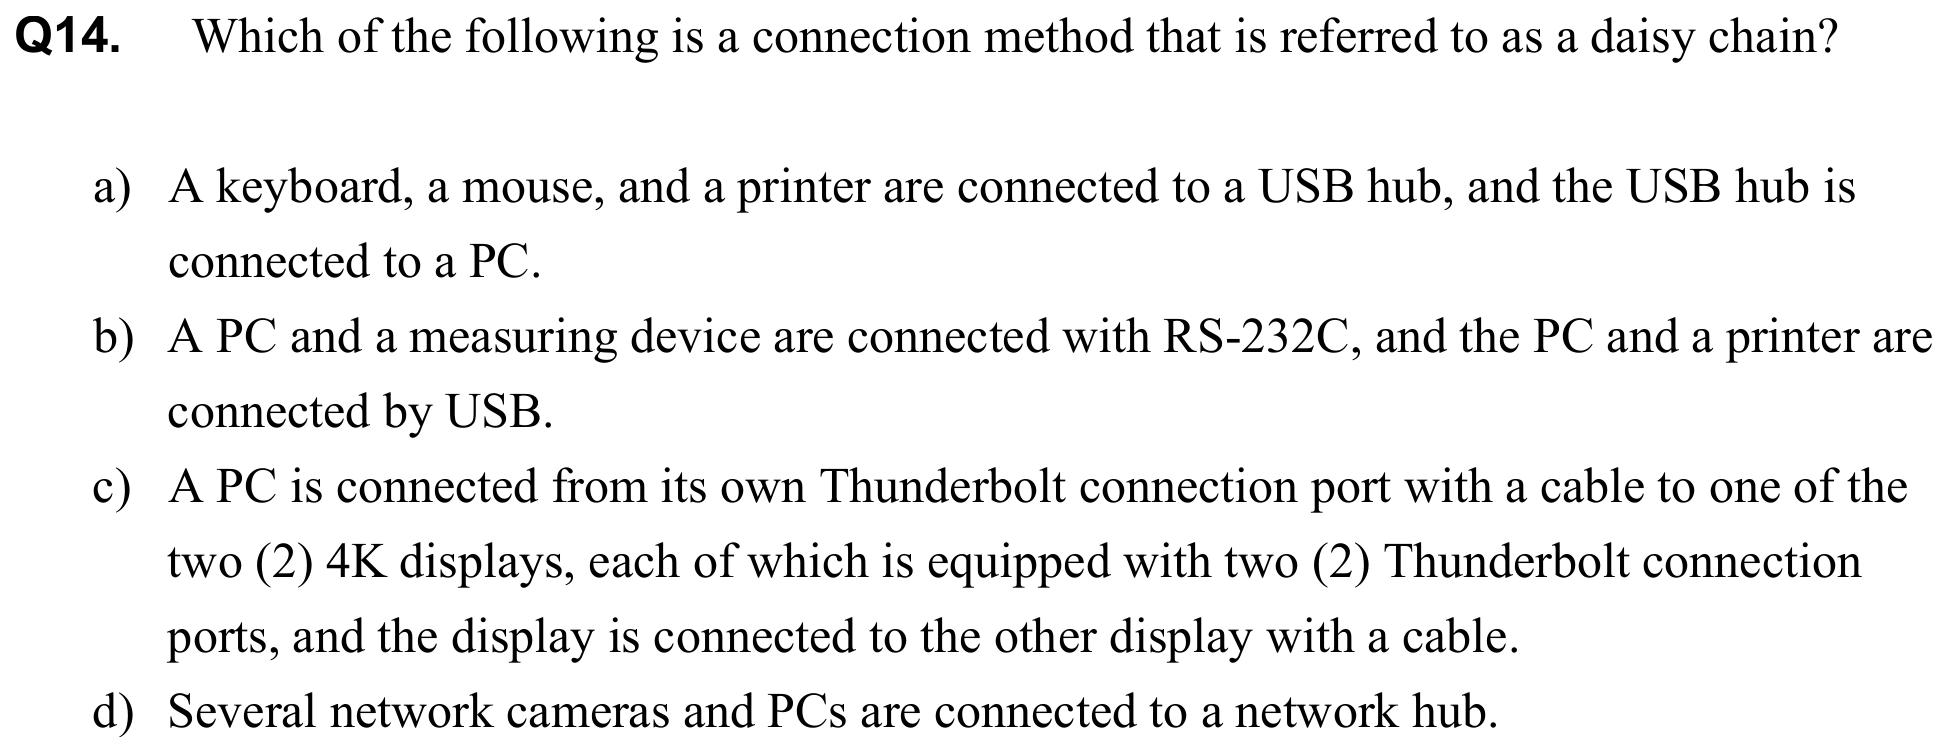 Q14. Which of the following is a connection method that is referred to as a daisy chain?
a) A keyboard, a mouse, and a printer are connected to a USB hub, and the USB hub is
connected to a PC.
b) A PC and a measuring device are connected with RS-232C, and the PC and a printer are
connected by USB.
c) A PC is connected from its own Thunderbolt connection port with a cable to one of the
two (2) 4K displays, each of which is equipped with two (2) Thunderbolt connection
ports, and the display is connected to the other display with a cable.
d) Several network cameras and PCs are connected to a network hub.